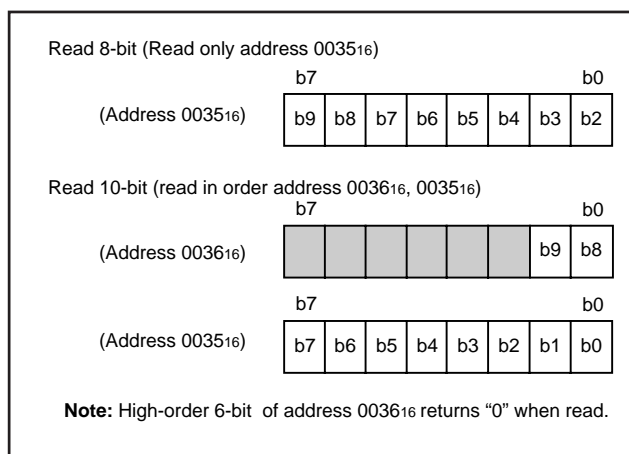 Read 8-bit (Read only address 003516)
b7 b0
(Address 003516) b9 b8 b7 b6 b5 b4 b3 b2
Read 10-bit (read in order address 003616, 003516)
b7 b0
(Address 003616) b9 b8
b7 b0
(Address 003516) b7 b6 b5 b4 b3 b2 b1 b0
Note: High-order 6-bit of address 003616 returns “0” when read.